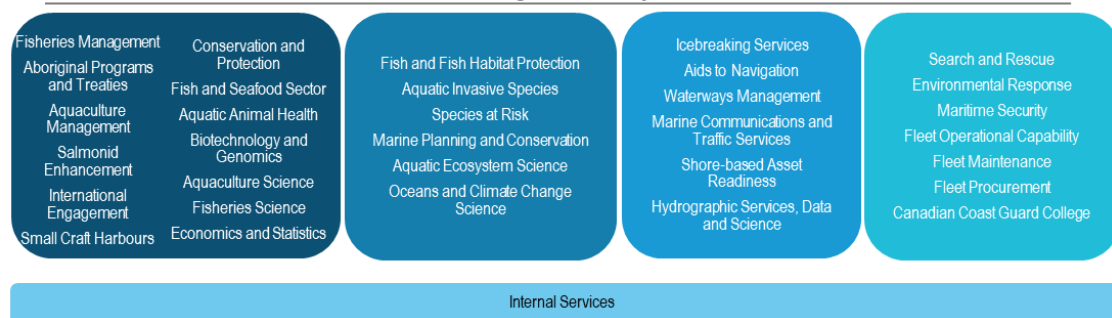 Fisheries Management
Aboriginal Programs
and Treaties
Aquaculture
Management
Salmonid
Enhancement
International
Engagement
Small Craft Harbours
Conservation and
Protection
Fish and Seafood Sector
Aquatic Animal Health
Biotechnology and
Genomics
Aquaculture Science
Fisheries Science
Economics and Statistics
Fish and Fish Habitat Protection
Aquatic Invasive Species
Species at Risk
Marine Planning and Conservation
Aquatic Ecosystem Science
Oceans and Climate Change
Science
Icebreaking Services
Aids to Navigation
Waterways Management
Marine Communications and
Traffic Services
Shore-based Asset
Readiness
Hydrographic Services, Data
and Science
Search and Rescue
Environmental Response
Maritime Security
Fleet Operational Capability
Fleet Maintenance
Fleet Procurement
Canadian Coast Guard College
Internal Services